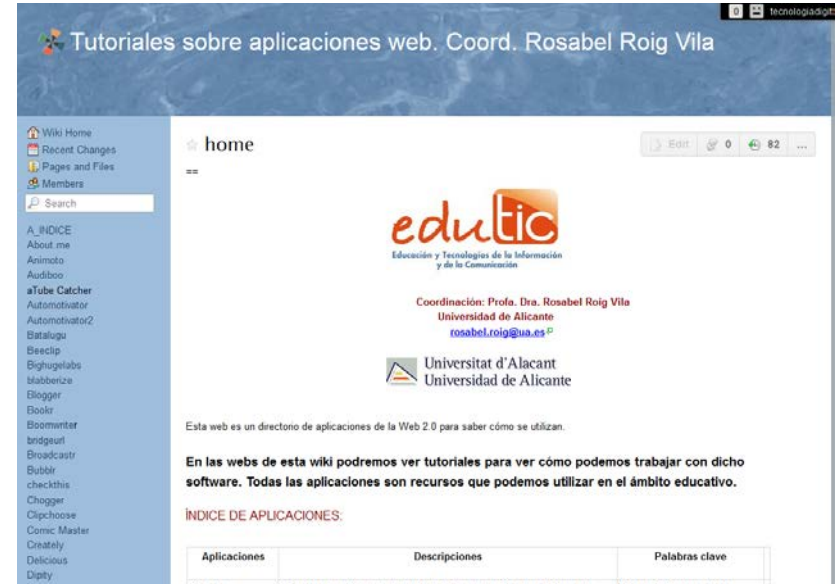 0 tecnologiadigit
Tutoriales sobre aplicaciones web. Coord. Rosabel Roig Vila
Wiki Home
Recent Changes
Pages and Files
Members
Search
A_INDICE
About me
Animoto
Audiboo
aTube Catcher
Automotivator
Automotivator2
Batalugu
Beeclip
Bighugelabs
blabberize
Blogger
Bookr
Boomwriter
bridgeurl
Broadcastr
Bubblr
checkthis
Chogger
Clipchoose
Comic Master
Creately
Delicious
Dipity
home
Edit 0 82 ...
==
edutic
Educación y Tecnologías de la Información
y de la Comunicación
Coordinación: Profa. Dra. Rosabel Roig Vila
Universidad de Alicante
rosabel.roig@ua.es
Universitat d'Alacant
Universidad de Alicante
Esta web es un directorio de aplicaciones de la Web 2.0 para saber cómo se utilizan.
En las webs de esta wiki podremos ver tutoriales para ver cómo podemos trabajar con dicho
software. Todas las aplicaciones son recursos que podemos utilizar en el ámbito educativo.
ÍNDICE DE APLICACIONES:
Aplicaciones Descripciones Palabras clave